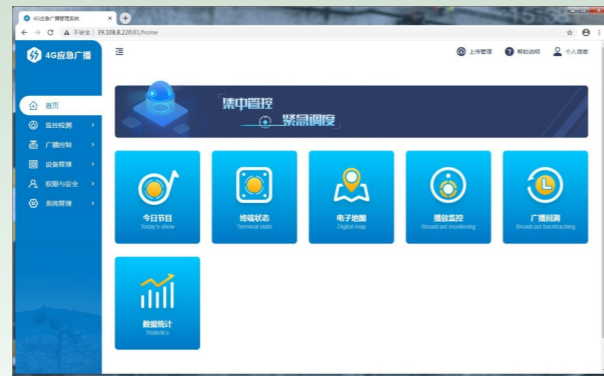 4G应急广播管理系统
不安全 | 39.108.8.220:81/home
4G应急广播
上传管理
帮助说明
个人信息
首页
监控检测
广播控制
设备管理
权限与安全
系统管理
集中管控
紧急调度
今日节目
Today's show
终端状态
Terminal state
电子地图
Digital map
播放监控
Broadcast monitoring
广播回溯
Broadcast backtracking
数据统计
Statistics